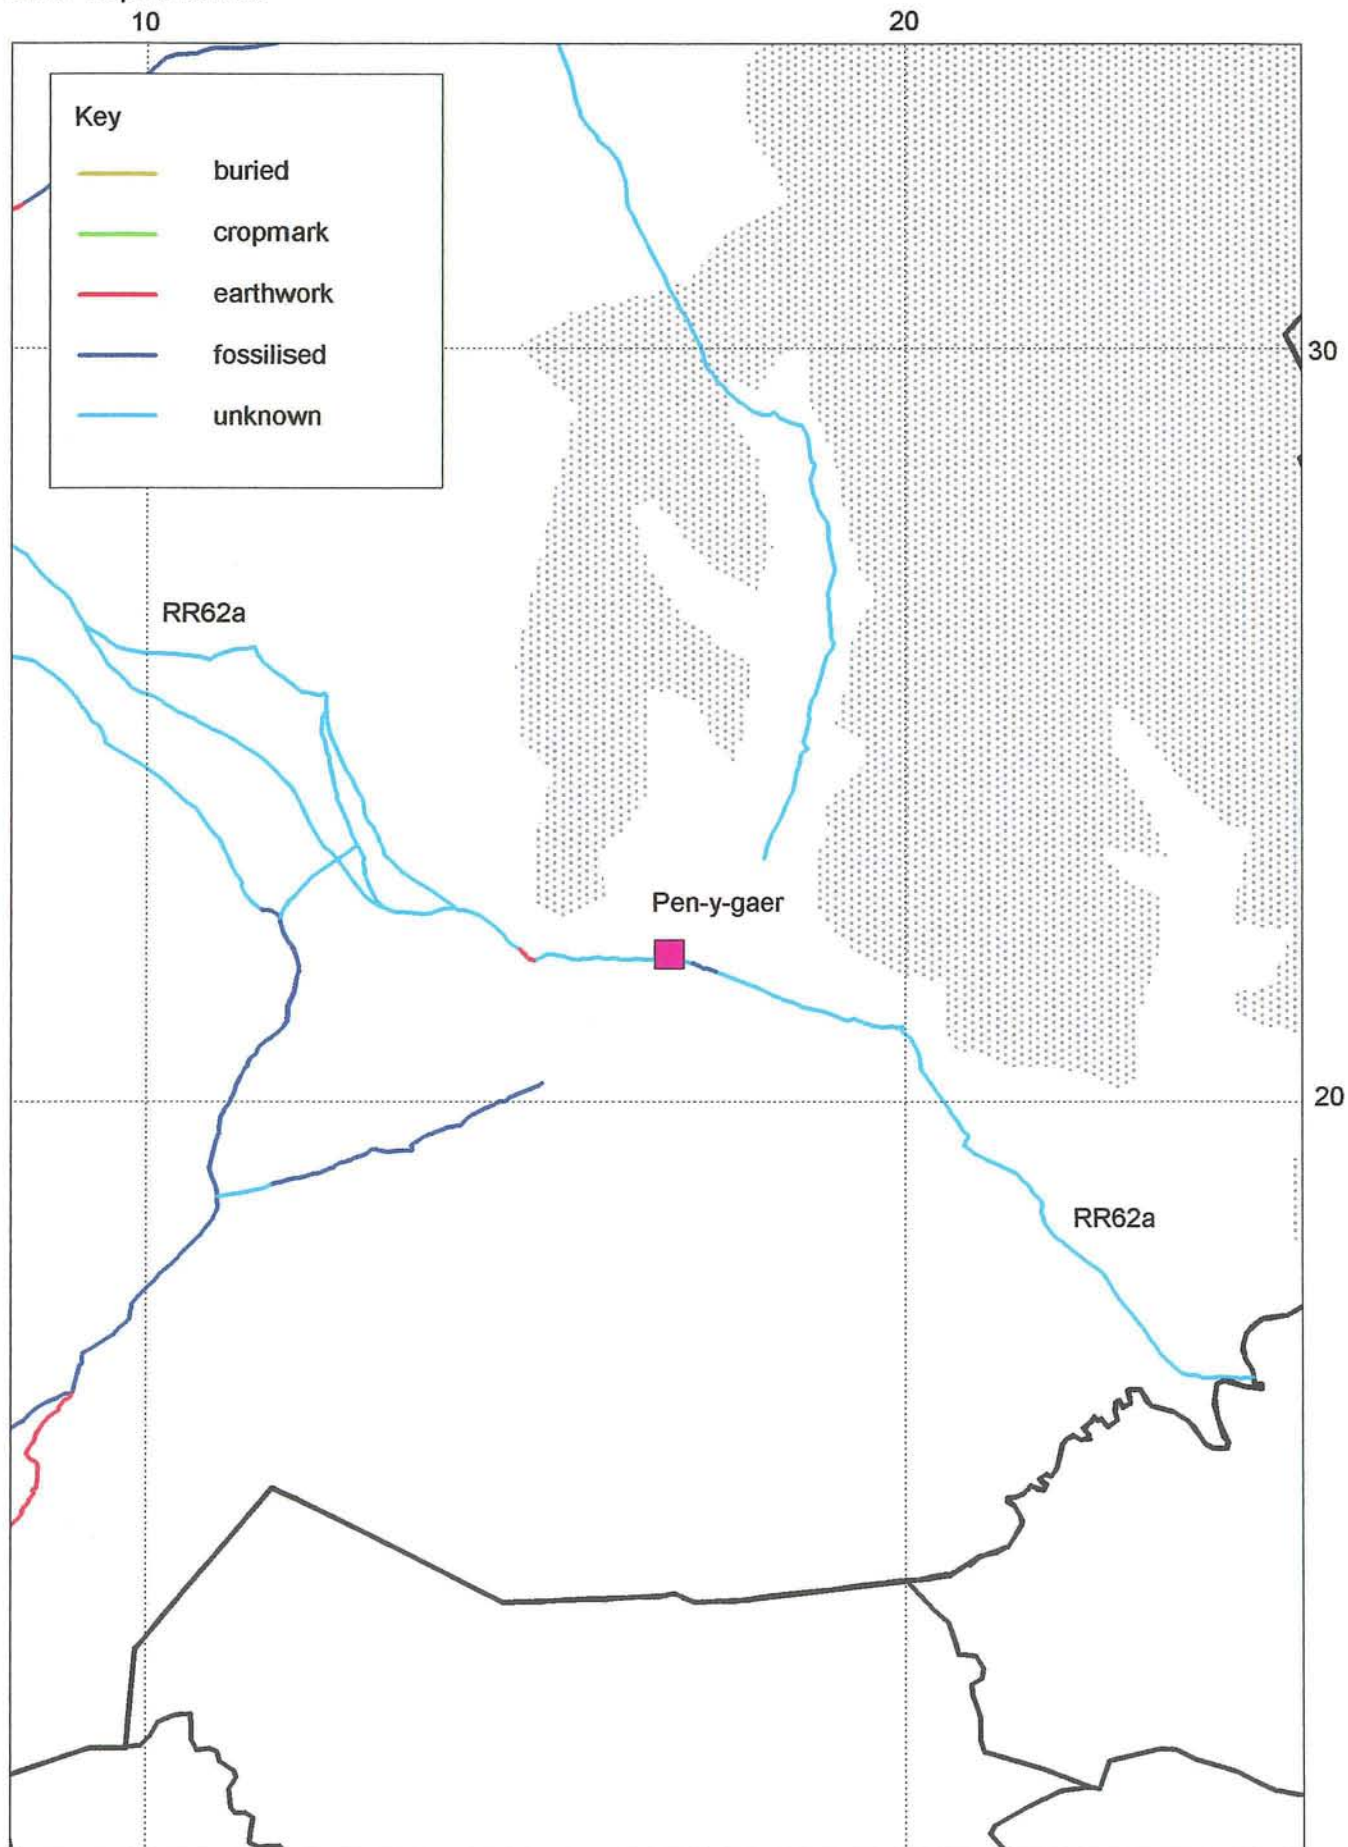 10 20
Key
buried
cropmark
earthwork
fossilised
unknown
30
RR62a
Pen-y-gaer
20
RR62a